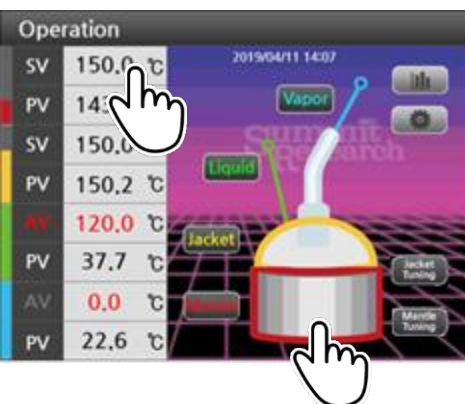 Operation
SV 150.0 ℃
2019/04/11 14:07
PV
Vapor
SV 150.0
Summit
Research
Liquid
PV 150.2 ℃
AV 120.0 ℃
Jacket
PV 37.7 ℃
Jacket
Tuning
AV 0.0 ℃
Mantle
Tuning
PV 22.6 ℃